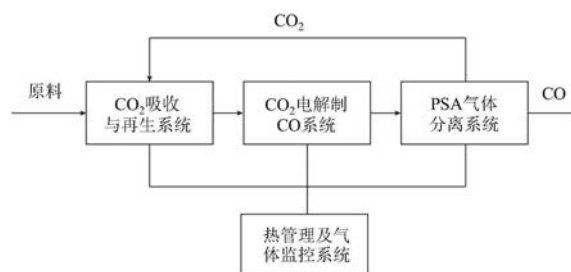 CO₂
原料
CO₂吸收
与再生系统
CO₂电解制
CO系统
PSA气体
分离系统
CO
热管理及气
体监控系统